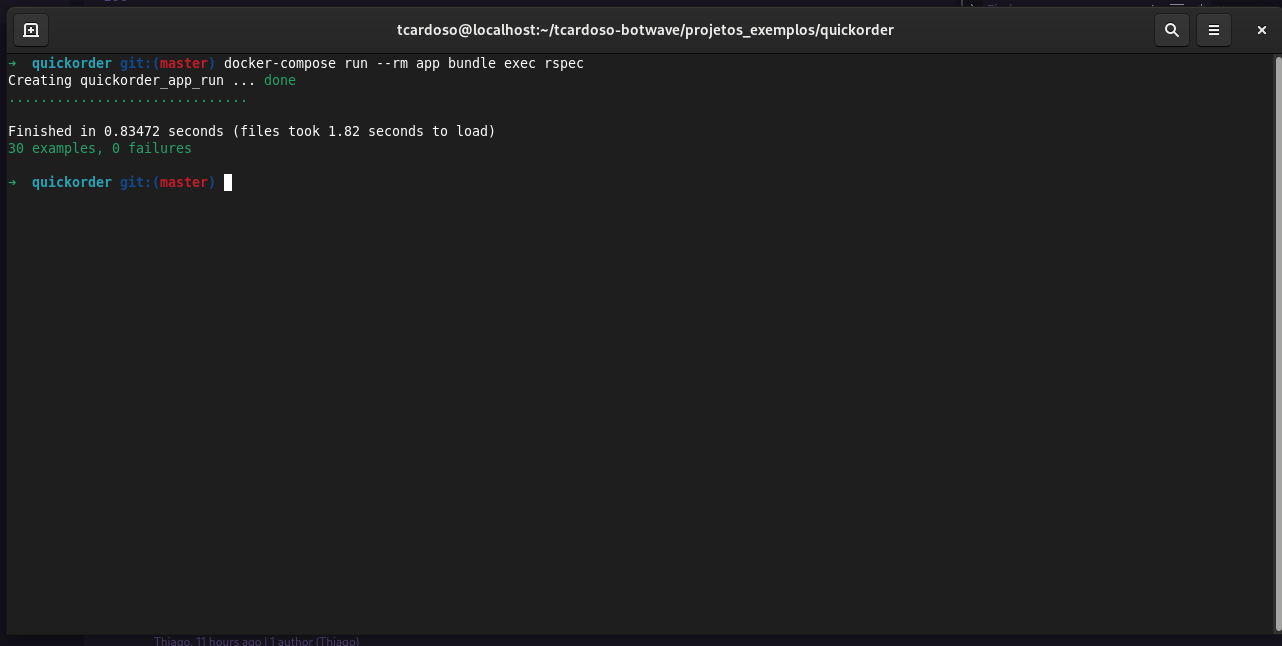 tcardoso@localhost:~/tcardoso-botwave/projetos_exemplos/quickorder
➜ quickorder git:(master) docker-compose run --rm app bundle exec rspec
Creating quickorder_app_run ... done
..............................
Finished in 0.83472 seconds (files took 1.82 seconds to load)
30 examples, 0 failures
➜ quickorder git:(master)
Thiago, 11 hours ago | 1 author (Thiago)